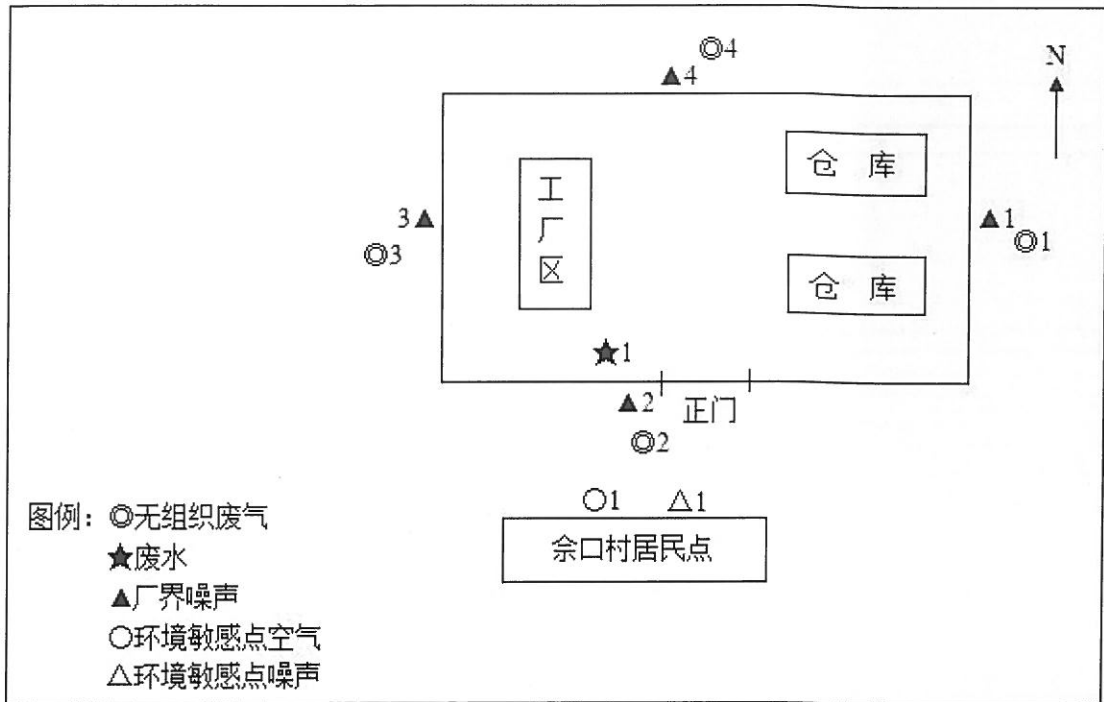 ◎4
▲4
N
仓 库
工厂区
3▲
▲1
◎3
◎1
仓 库
★1
▲2
正门
◎2
○1 △1
佘口村居民点
图例：◎无组织废气
★废水
▲厂界噪声
○环境敏感点空气
△环境敏感点噪声